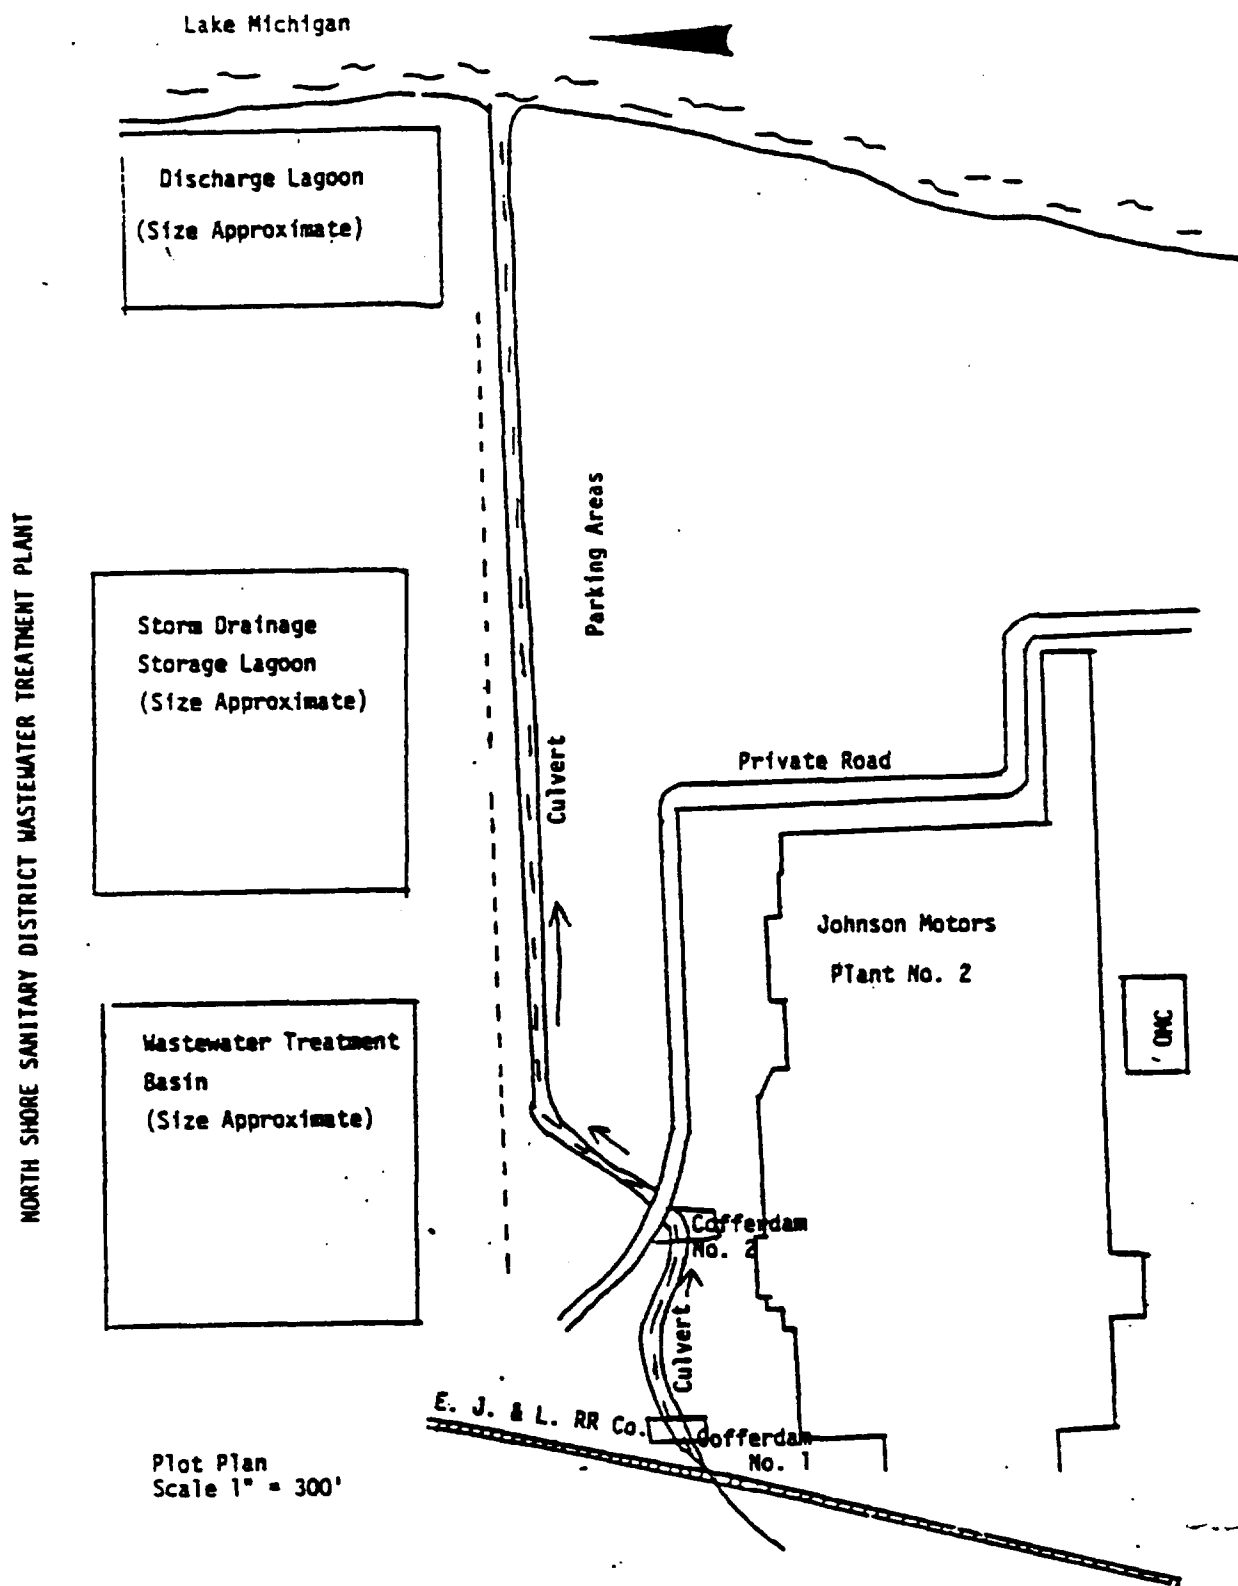 Lake Michigan
Discharge Lagoon
(Size Approximate)
NORTH SHORE SANITARY DISTRICT WASTEWATER TREATMENT PLANT
Parking Areas
Storm Drainage
Storage Lagoon
(Size Approximate)
Culvert
Private Road
Johnson Motors
Plant No. 2
OMC
Wastewater Treatment
Basin
(Size Approximate)
Cofferdam
No. 2
Culvert
E. J. & L. RR Co.
Cofferdam
No. 1
Plot Plan
Scale 1" = 300'